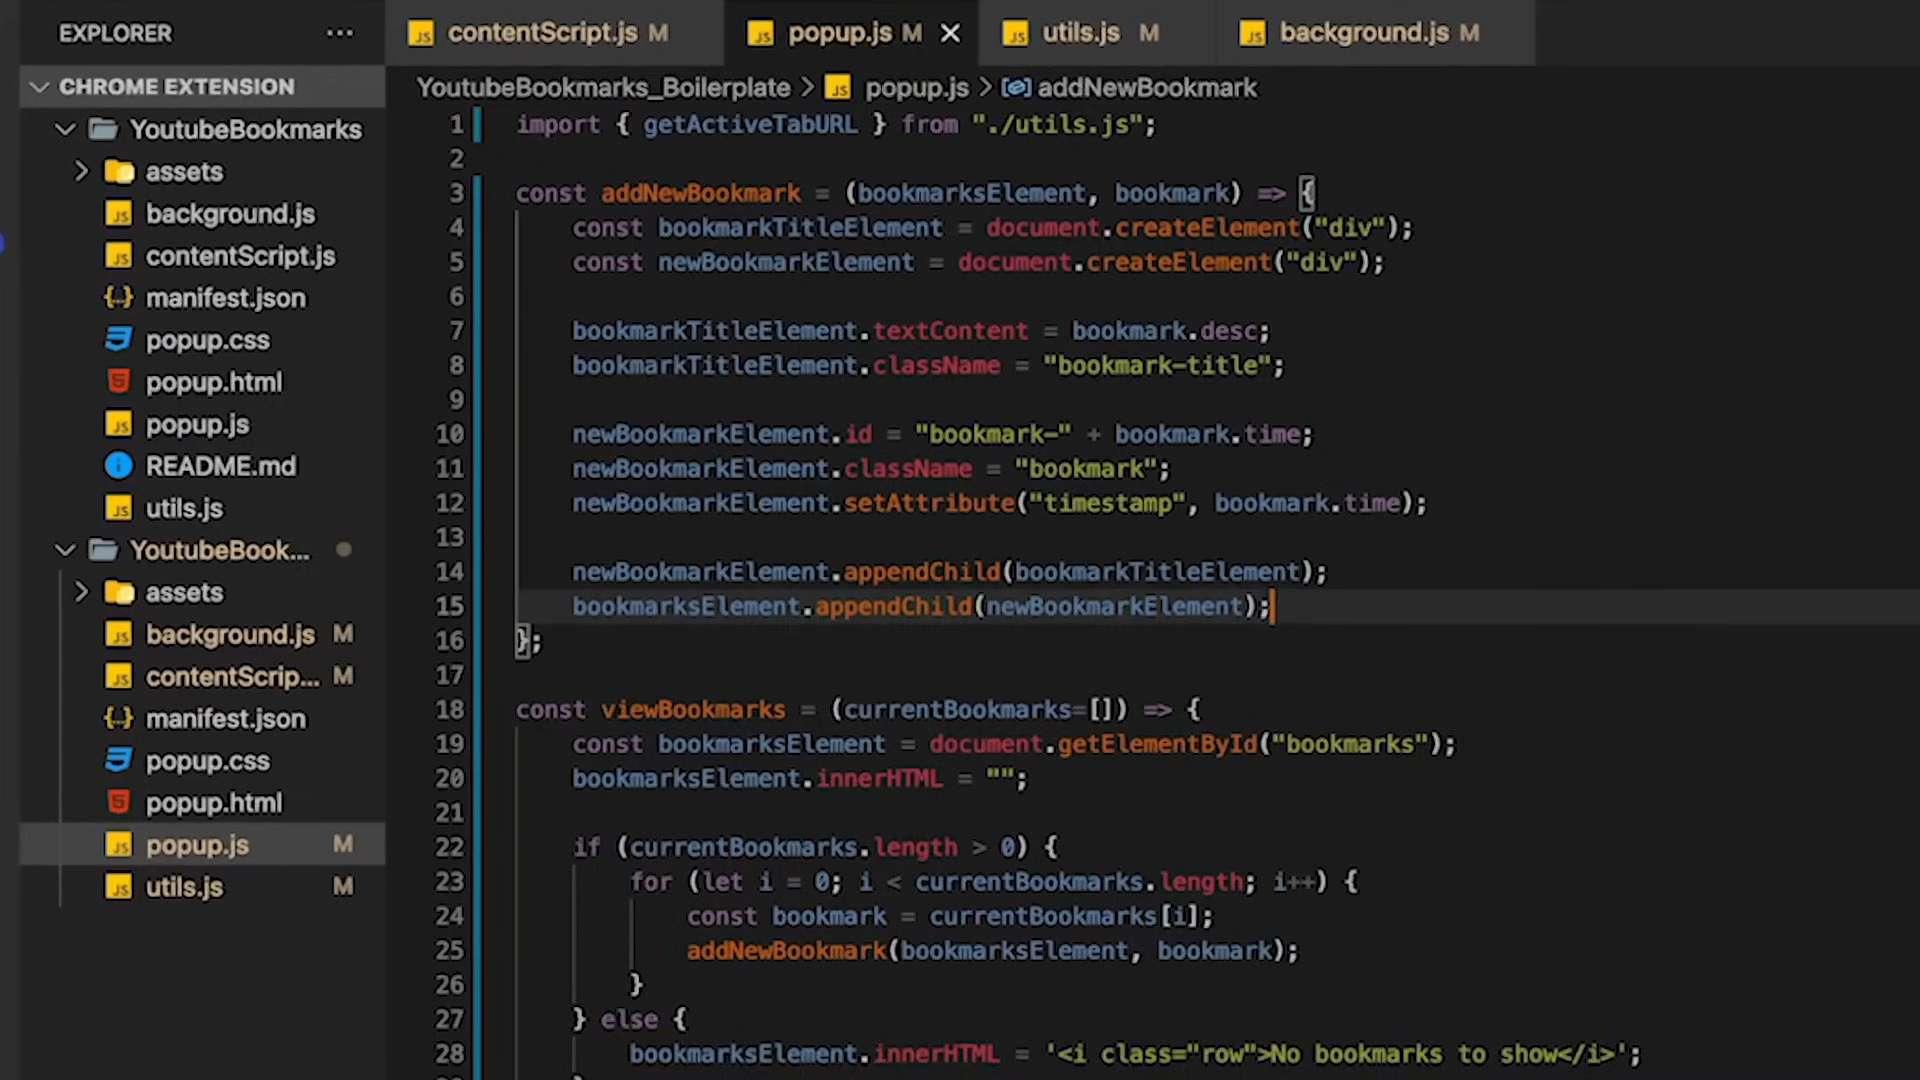 EXPLORER ...
CHROME EXTENSION
YoutubeBookmarks
assets
background.js
contentScript.js
manifest.json
popup.css
popup.html
popup.js
README.md
utils.js
YoutubeBook...
assets
background.js M
contentScrip... M
manifest.json
popup.css
popup.html
popup.js M
utils.js M
contentScript.js M popup.js M utils.js M background.js M
YoutubeBookmarks_Boilerplate > popup.js > addNewBookmark
1 import { getActiveTabURL } from "./utils.js";
2
3 const addNewBookmark = (bookmarksElement, bookmark) => {
4     const bookmarkTitleElement = document.createElement("div");
5     const newBookmarkElement = document.createElement("div");
6
7     bookmarkTitleElement.textContent = bookmark.desc;
8     bookmarkTitleElement.className = "bookmark-title";
9
10     newBookmarkElement.id = "bookmark-" + bookmark.time;
11     newBookmarkElement.className = "bookmark";
12     newBookmarkElement.setAttribute("timestamp", bookmark.time);
13
14     newBookmarkElement.appendChild(bookmarkTitleElement);
15     bookmarksElement.appendChild(newBookmarkElement);
16 };
17
18 const viewBookmarks = (currentBookmarks=[]) => {
19     const bookmarksElement = document.getElementById("bookmarks");
20     bookmarksElement.innerHTML = "";
21
22     if (currentBookmarks.length > 0) {
23         for (let i = 0; i < currentBookmarks.length; i++) {
24             const bookmark = currentBookmarks[i];
25             addNewBookmark(bookmarksElement, bookmark);
26         }
27     } else {
28         bookmarksElement.innerHTML = '<i class="row">No bookmarks to show</i>';